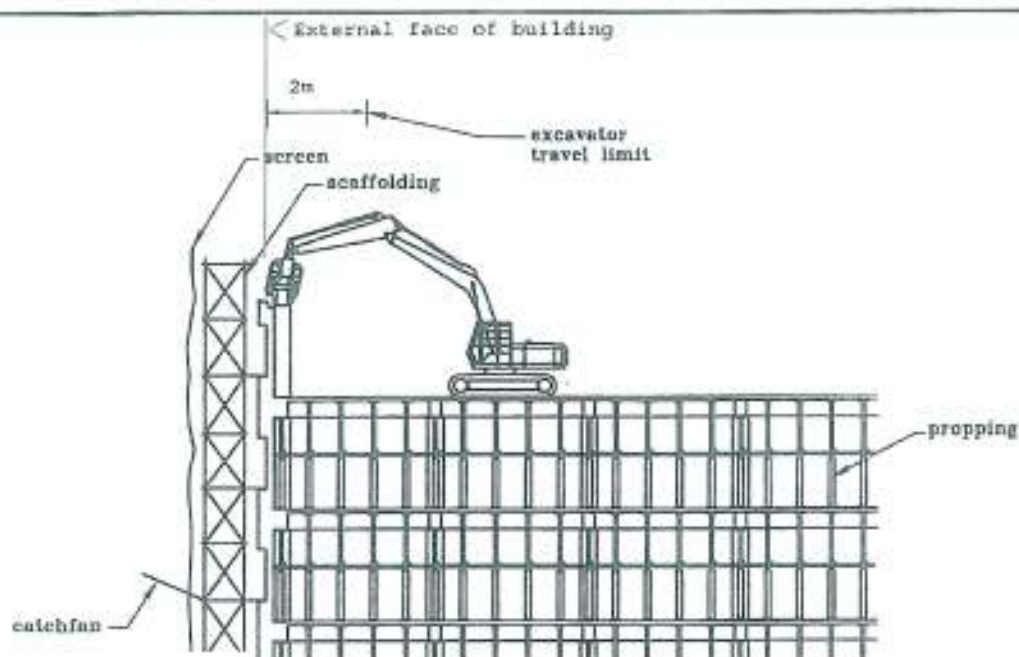 External face of building
2m
excavator
travel limit
screen
scaffolding
propping
catchfan